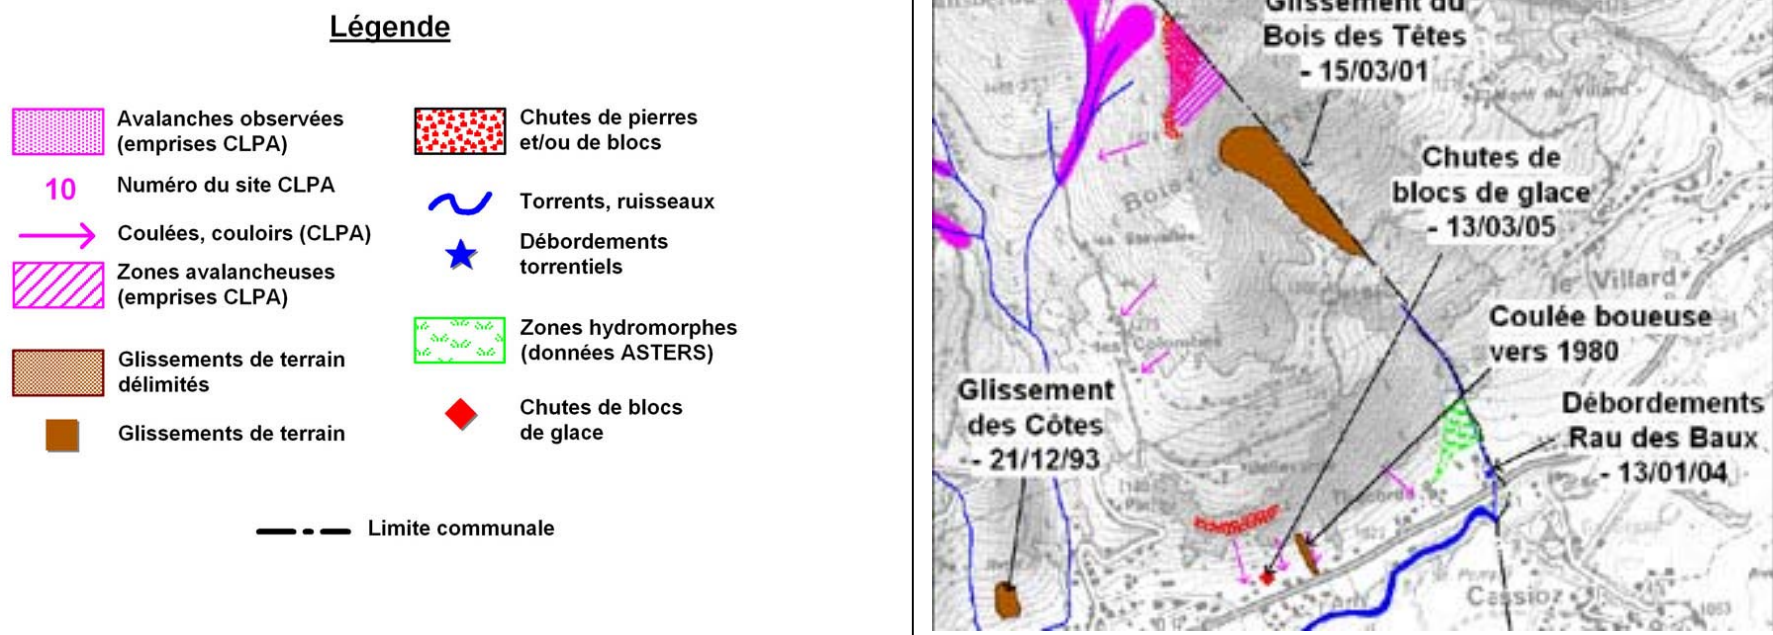 Légende
Avalanches observées
(emprises CLPA)
10
Numéro du site CLPA
Coulées, couloirs (CLPA)
Zones avalancheuses
(emprises CLPA)
Glissements de terrain
délimités
Glissements de terrain
Chutes de pierres
et/ou de blocs
Torrents, ruisseaux
Débordements
torrentiels
Zones hydromorphes
(données ASTERS)
Chutes de blocs
de glace
Limite communale
Glissement du
Bois des Têtes
- 15/03/01
Chutes de
blocs de glace
- 13/03/05
le Villard
Coulée boueuse
vers 1980
Glissement
des Côtes
- 21/12/93
Débordements
Rau des Baux
- 13/01/04
Cassioz